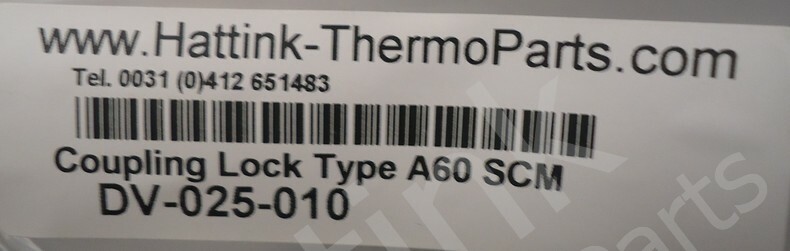 www.Hattink-ThermoParts.com
Tel. 0031 (0)412 651483
Coupling Lock Type A60 SCM
DV-025-010